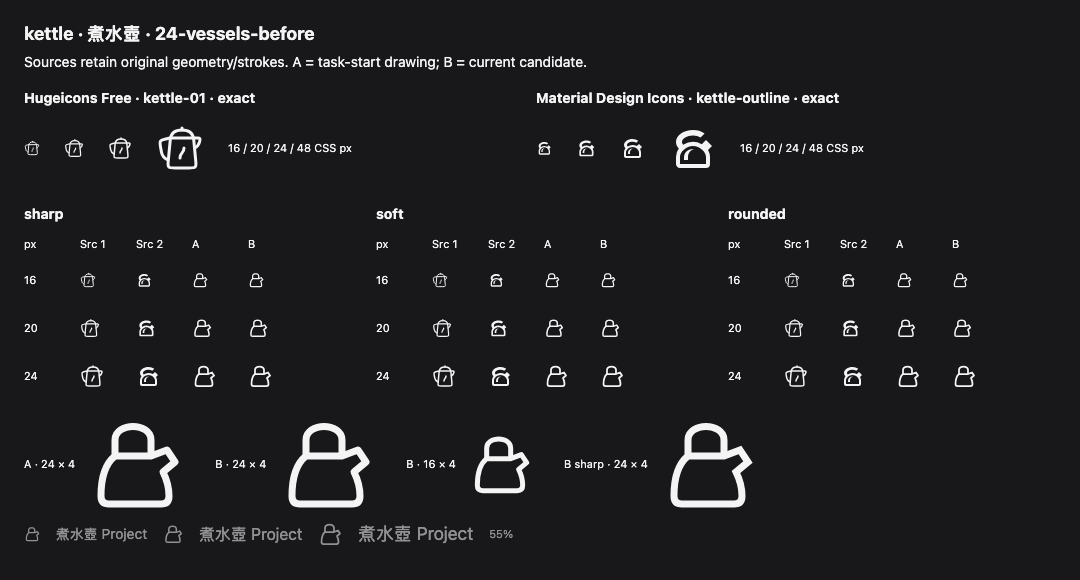 kettle · 煮水壺 · 24-vessels-before
Sources retain original geometry/strokes. A = task-start drawing; B = current candidate.
Hugeicons Free · kettle-01 · exact
16 / 20 / 24 / 48 CSS px
Material Design Icons · kettle-outline · exact
16 / 20 / 24 / 48 CSS px
sharp
px Src 1 Src 2 A B
16
20
24
soft
px Src 1 Src 2 A B
16
20
24
rounded
px Src 1 Src 2 A B
16
20
24
A · 24 × 4
B · 24 × 4
B · 16 × 4
B sharp · 24 × 4
煮水壺 Project
煮水壺 Project
煮水壺 Project
55%